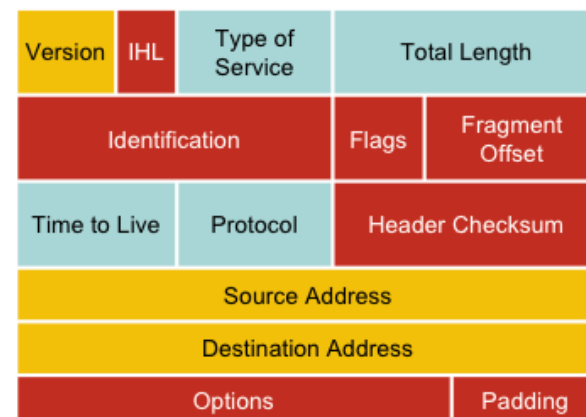 Version IHL Type of Service Total Length
Identification Flags Fragment Offset
Time to Live Protocol Header Checksum
Source Address
Destination Address
Options Padding